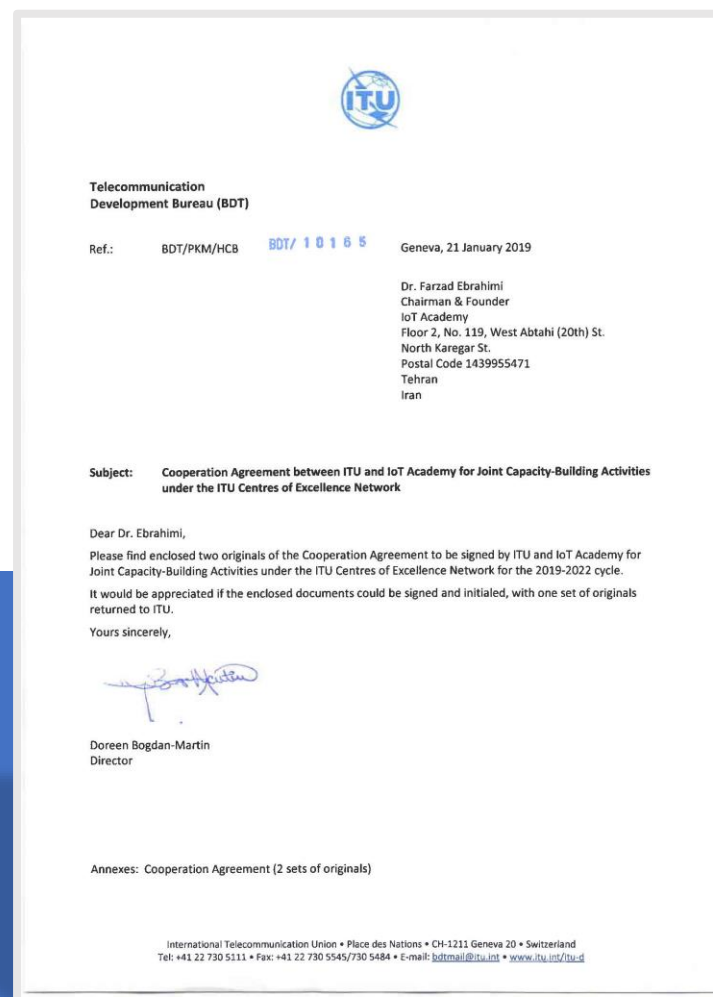 ITU
Telecommunication
Development Bureau (BDT)
Ref.: BDT/PKM/HCB BDT/ 10165 Geneva, 21 January 2019
Dr. Farzad Ebrahimi
Chairman & Founder
IoT Academy
Floor 2, No. 119, West Abtahi (20th) St.
North Karegar St.
Postal Code 1439955471
Tehran
Iran
Subject: Cooperation Agreement between ITU and IoT Academy for Joint Capacity-Building Activities
under the ITU Centres of Excellence Network
Dear Dr. Ebrahimi,
Please find enclosed two originals of the Cooperation Agreement to be signed by ITU and IoT Academy for
Joint Capacity-Building Activities under the ITU Centres of Excellence Network for the 2019-2022 cycle.
It would be appreciated if the enclosed documents could be signed and initialed, with one set of originals
returned to ITU.
Yours sincerely,
Doreen Bogdan-Martin
Director
Annexes: Cooperation Agreement (2 sets of originals)
International Telecommunication Union • Place des Nations • CH-1211 Geneva 20 • Switzerland
Tel: +41 22 730 5111 • Fax: +41 22 730 5545/730 5484 • E-mail: bdtmail@itu.int • www.itu.int/itu-d